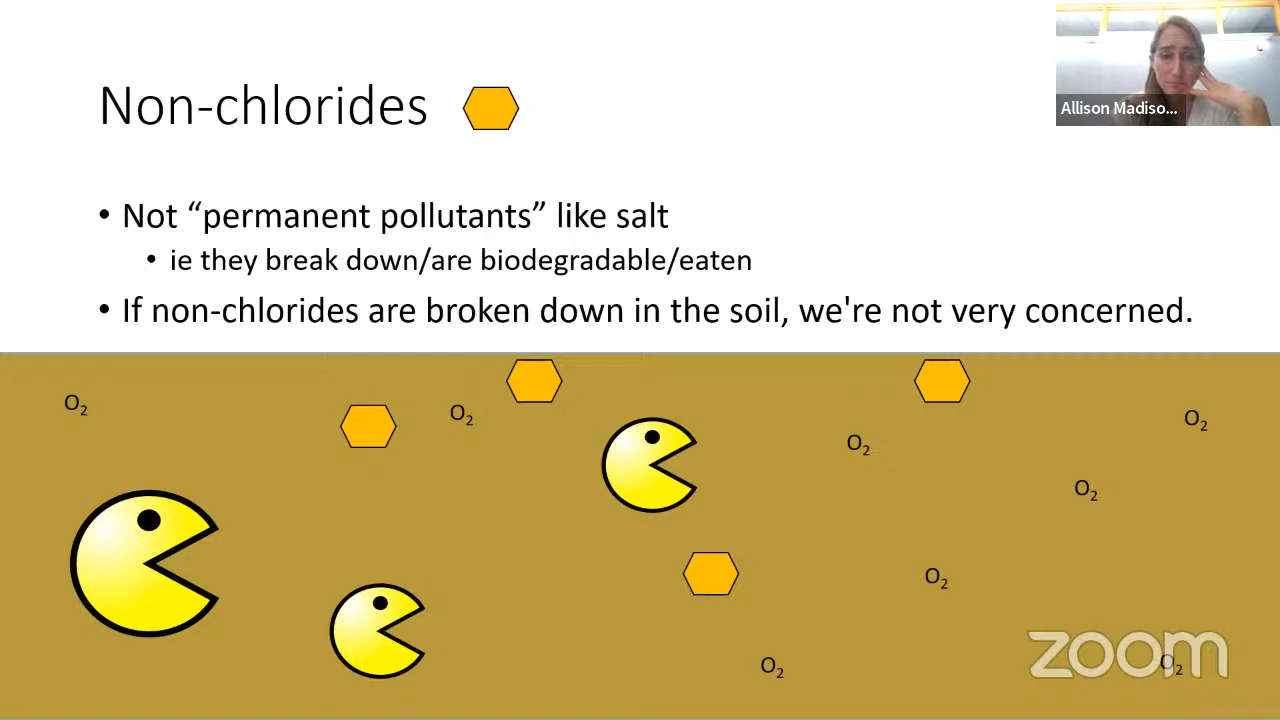 Non-chlorides
Allison Madiso...
• Not “permanent pollutants” like salt
• ie they break down/are biodegradable/eaten
• If non-chlorides are broken down in the soil, we're not very concerned.
O₂
O₂
O₂
O₂
O₂
O₂
O₂
O₂
zoom